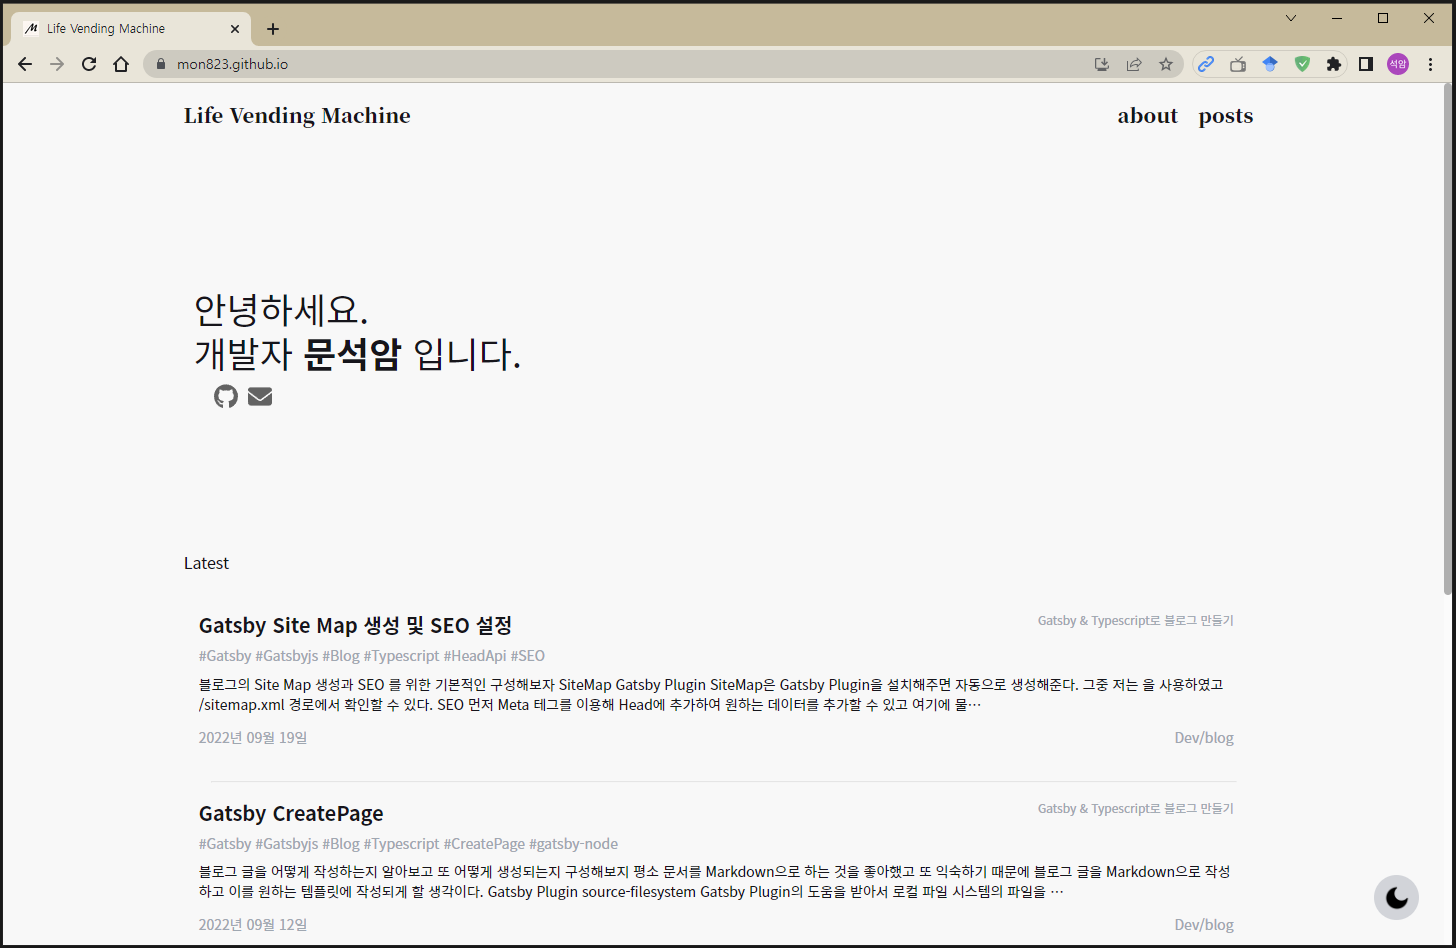 Life Vending Machine
mon823.github.io
석암
Life Vending Machine
about posts
안녕하세요.
개발자 문석암 입니다.
Latest
Gatsby Site Map 생성 및 SEO 설정
Gatsby & Typescript로 블로그 만들기
#Gatsby #Gatsbyjs #Blog #Typescript #HeadApi #SEO
블로그의 Site Map 생성과 SEO 를 위한 기본적인 구성해보자 SiteMap Gatsby Plugin SiteMap은 Gatsby Plugin을 설치해주면 자동으로 생성해준다. 그중 저는 을 사용하였고
/sitemap.xml 경로에서 확인할 수 있다. SEO 먼저 Meta 태그를 이용해 Head에 추가하여 원하는 데이터를 추가할 수 있고 여기에 물…
2022년 09월 19일
Dev/blog
Gatsby CreatePage
Gatsby & Typescript로 블로그 만들기
#Gatsby #Gatsbyjs #Blog #Typescript #CreatePage #gatsby-node
블로그 글을 어떻게 작성하는지 알아보고 또 어떻게 생성되는지 구성해보지 평소 문서를 Markdown으로 하는 것을 좋아했고 또 익숙하기 때문에 블로그 글을 Markdown으로 작성
하고 이를 원하는 템플릿에 작성되게 할 생각이다. Gatsby Plugin source-filesystem Gatsby Plugin의 도움을 받아서 로컬 파일 시스템의 파일을 …
2022년 09월 12일
Dev/blog